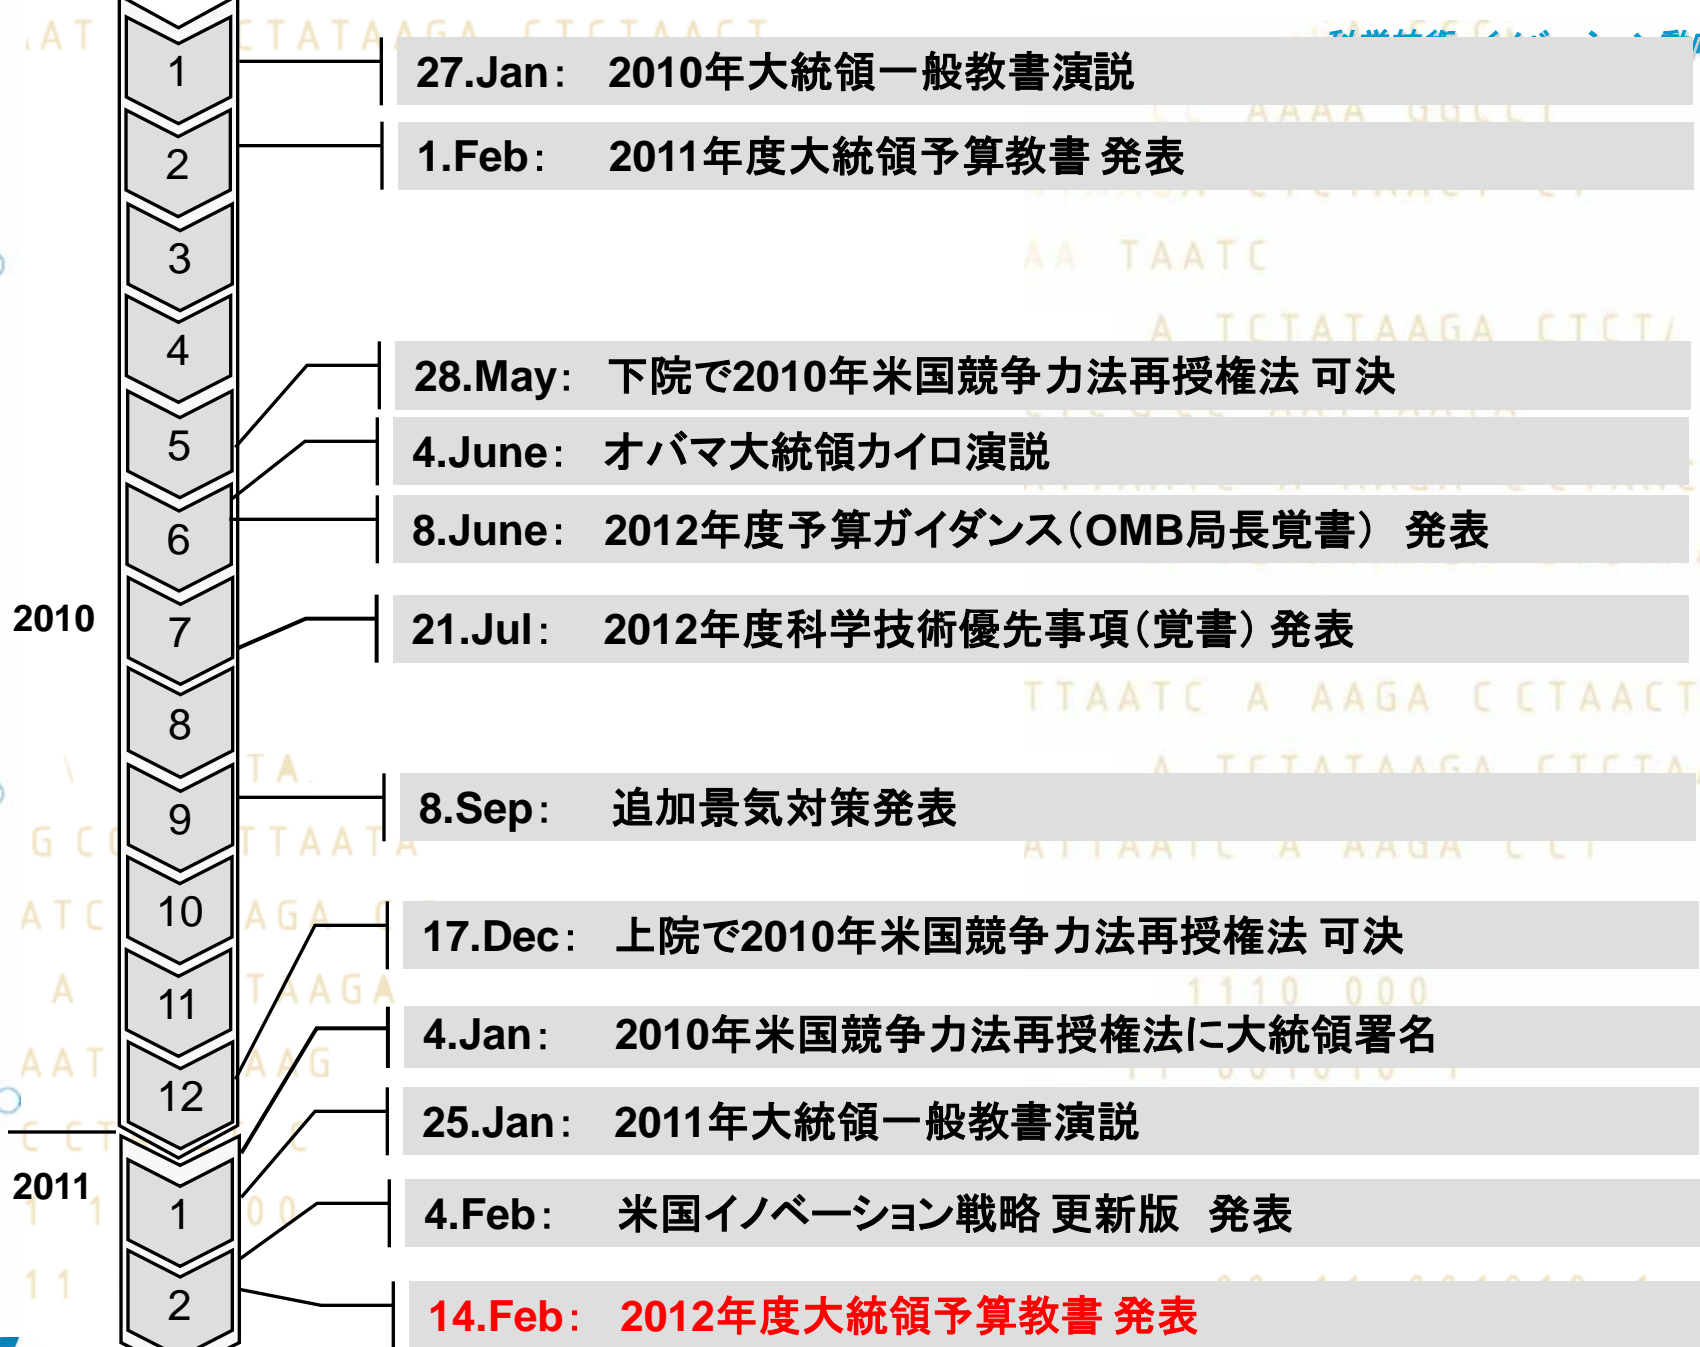 1
27.Jan： 2010年大統領一般教書演説
2
1.Feb： 2011年度大統領予算教書 発表
3
4
28.May： 下院で2010年米国競争力法再授権法 可決
5
4.June： オバマ大統領カイロ演説
6
8.June： 2012年度予算ガイダンス（OMB局長覚書） 発表
2010
7
21.Jul： 2012年度科学技術優先事項（覚書） 発表
8
9
8.Sep： 追加景気対策発表
10
17.Dec： 上院で2010年米国競争力法再授権法 可決
11
4.Jan： 2010年米国競争力法再授権法に大統領署名
12
25.Jan： 2011年大統領一般教書演説
2011
1
4.Feb： 米国イノベーション戦略 更新版 発表
2
14.Feb： 2012年度大統領予算教書 発表
TAATC
TTAATC A AAGA C CTAACT
1110 000